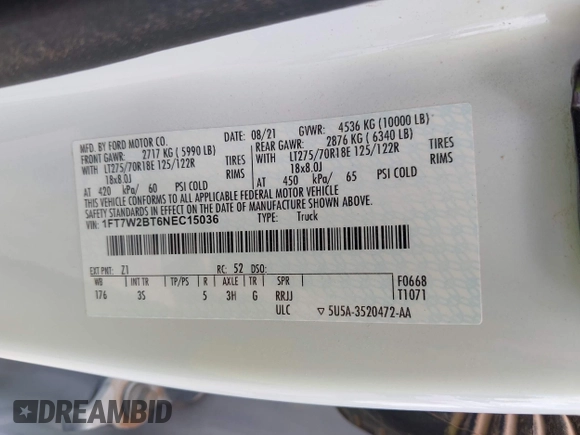 MFD. BY FORD MOTOR CO.
DATE: 08/21 GVWR: 4536 KG (10000 LB)
FRONT GAWR: 2717 KG ( 5990 LB) REAR GAWR: 2876 KG ( 6340 LB)
WITH LT275/70R18E 125/122R TIRES WITH LT275/70R18E 125/122R TIRES
18x8.0J RIMS 18x8.0J RIMS
AT 420 kPa/ 60 PSI COLD AT 450 kPa/ 65 PSI COLD
THIS VEHICLE CONFORMS TO ALL APPLICABLE FEDERAL MOTOR VEHICLE
SAFETY STANDARDS IN EFFECT ON THE DATE OF MANUFACTURE SHOWN ABOVE.
VIN: 1FT7W2BT6NEC15036 TYPE: Truck
EXT PNT: Z1 RC: 52 DSO:
WB INT TR TP/PS R AXLE TR SPR F0668
176 3S 5 3H G RRJJ T1071
ULC ▽ 5U5A-3520472-AA
DREAMBID